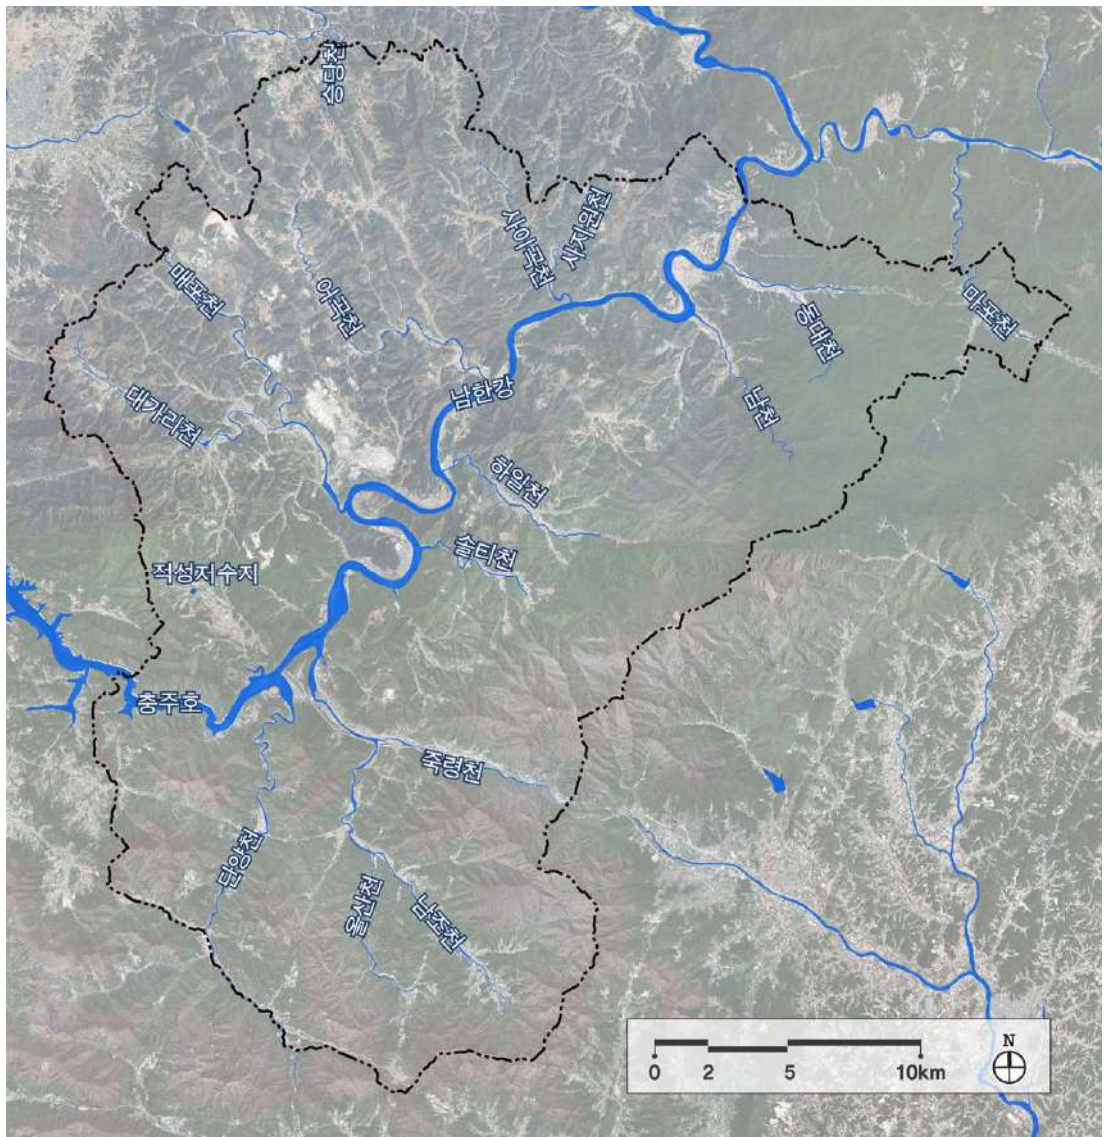 승당천
사이곡천
사지원천
매포천
어곡천
마포천
동대천
대가리천
남한강
남천
하일천
솔티천
적성저수지
충주호
죽령천
단양천
올산천
남조천
N
0 2 5 10km